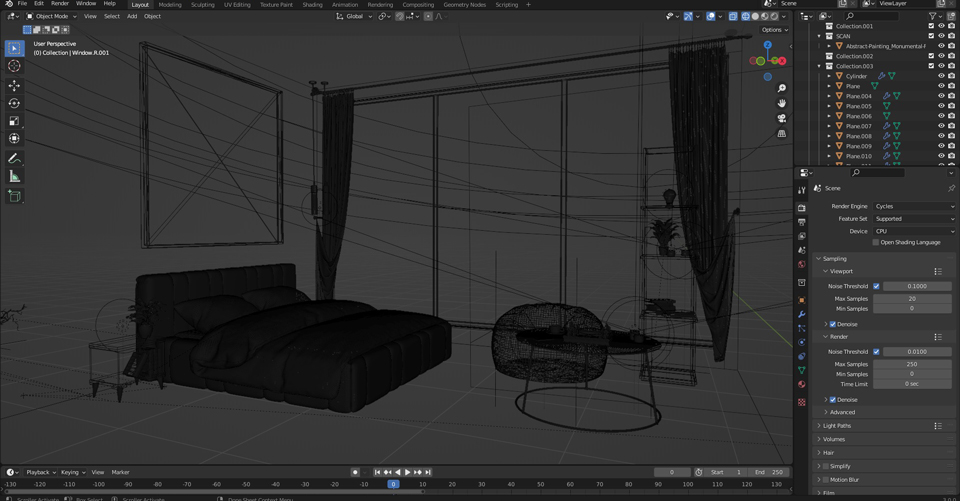 File Edit Render Window Help Layout Modeling Sculpting UV Editing Texture Paint Shading Animation Rendering Compositing Geometry Nodes Scripting + Scene ViewLayer
Object Mode View Select Add Object Global
Options
User Perspective
(0) Collection | Window.R.001
Collection.001
SCAN
Abstract-Painting_Monumental-F
Collection.002
Collection.003
Cylinder
Plane
Plane.004
Plane.005
Plane.006
Plane.007
Plane.008
Plane.009
Plane.010
Scene
Render Engine Cycles
Feature Set Supported
Device CPU
Open Shading Language
Sampling
Viewport
Noise Threshold 0.1000
Max Samples 20
Min Samples 0
Denoise
Render
Noise Threshold 0.0100
Max Samples 250
Min Samples 0
Time Limit 0 sec
Denoise
Advanced
Light Paths
Volumes
Hair
Simplify
Motion Blur
Film
Playback Keying View Marker 0 Start 1 End 250
-130 -120 -110 -100 -90 -80 -70 -60 -50 -40 -30 -20 -10 0 10 20 30 40 50 60 70 80 90 100 110 120 130